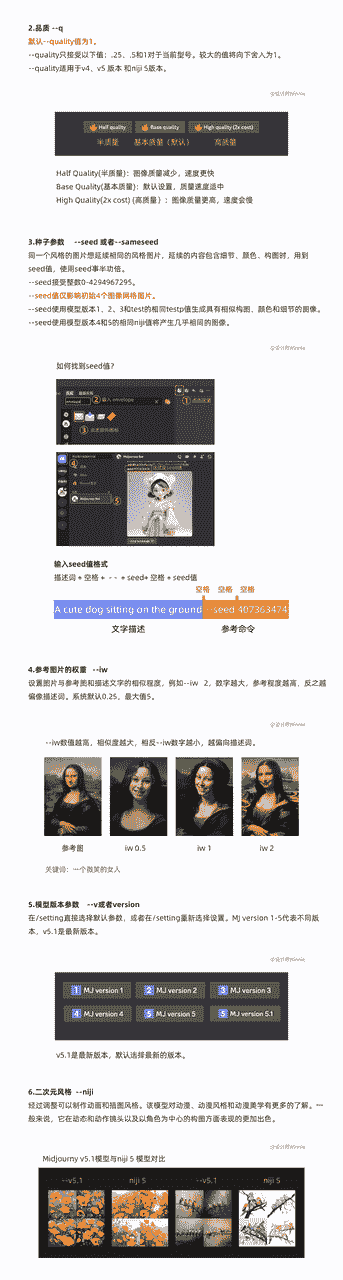 2.品质 --q
默认--quality值为1。
--quality只接受以下值：.25、.5和1对于当前型号。较大的值将向下舍入为1。
--quality适用于v4、v5 版本 和niji 5版本。
Half quality
Base quality
High quality (2x cost)
半质量
基本质量（默认）
高质量
Half Quality(半质量)：图像质量减少，速度更快
Base Quality(基本质量)：默认设置，质量速度适中
High Quality(2x cost) (高质量 )：图像质量更高，速度会慢
3.种子参数 --seed 或者--sameseed
同一个风格的图片想延续相同的风格图片，延续的内容包含细节、颜色、构图时，用到
seed值，使用seed事半功倍。
--seed接受整数0-4294967295。
--seed值仅影响初始4个图像网格图片。
--seed使用模型版本1、2、3和test的相同testp值生成具有相似构图、颜色和细节的图像。
--seed使用模型版本4和5的相同niji值将产生几乎相同的图像。
如何找到seed值？
② 输入 envelope
①
③
④
⑤
输入seed值格式
描述词 + 空格 + - - + seed+ 空格 + seed值
空格 空格 空格
A cute dog sitting on the ground --seed 407363474
文字描述
参考命令
4.参考图片的权重 --iw
设置图片与参考图和描述文字的相似程度，例如--iw 2，数字越大，参考程度越高，反之越
偏像描述词。系统默认0.25，最大值5。
--iw数值越高，相似度越大，相反--iw数字越小，越偏向描述词。
参考图
iw 0.5
iw 1
iw 2
关键词：一个微笑的女人
5.模型版本参数 --v或者version
在/setting直接选择默认参数，或者在/setting重新选择设置。MJ version 1-5代表不同版
本，v5.1是最新版本。
1 MJ version 1
2 MJ version 2
3 MJ version 3
4 MJ version 4
5 MJ version 5
5 MJ version 5.1
v5.1是最新版本，默认选择最新的版本。
6.二次元风格 --niji
经过调整可以制作动画和插图风格。该模型对动漫、动漫风格和动漫美学有更多的了解。一
般来说，它在动态和动作镜头以及以角色为中心的构图方面表现的更加出色。
Midjourny v5.1模型与niji 5 模型对比
--v5.1
niji 5
--v5.1
niji 5